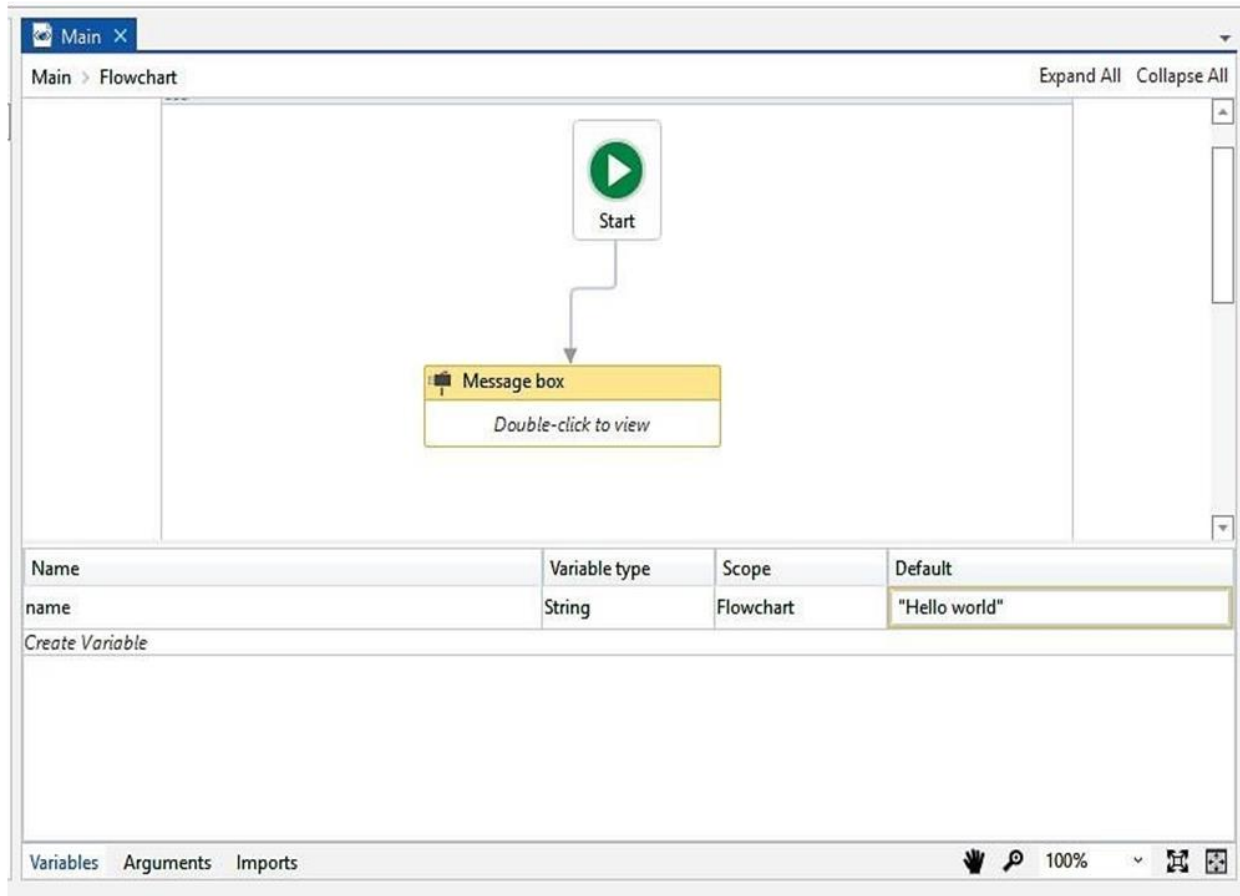 Main
Main > Flowchart Expand All Collapse All
Start
Message box
Double-click to view
Name Variable type Scope Default
name String Flowchart "Hello world"
Create Variable
Variables Arguments Imports 100%